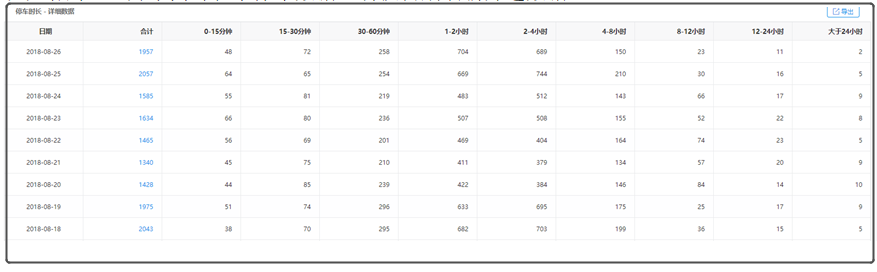 停车时长 - 详细数据 导出
日期 合计 0-15分钟 15-30分钟 30-60分钟 1-2小时 2-4小时 4-8小时 8-12小时 12-24小时 大于24小时
2018-08-26 1957 48 72 258 704 689 150 23 11 2
2018-08-25 2057 64 65 254 669 744 210 30 16 5
2018-08-24 1585 55 81 219 483 512 143 66 17 9
2018-08-23 1634 66 80 236 507 508 155 52 22 8
2018-08-22 1465 56 69 201 469 404 164 74 23 5
2018-08-21 1340 45 75 210 411 379 134 57 20 9
2018-08-20 1428 44 85 239 422 384 146 84 14 10
2018-08-19 1975 51 74 296 633 695 175 25 17 9
2018-08-18 2043 38 70 295 682 703 199 36 15 5